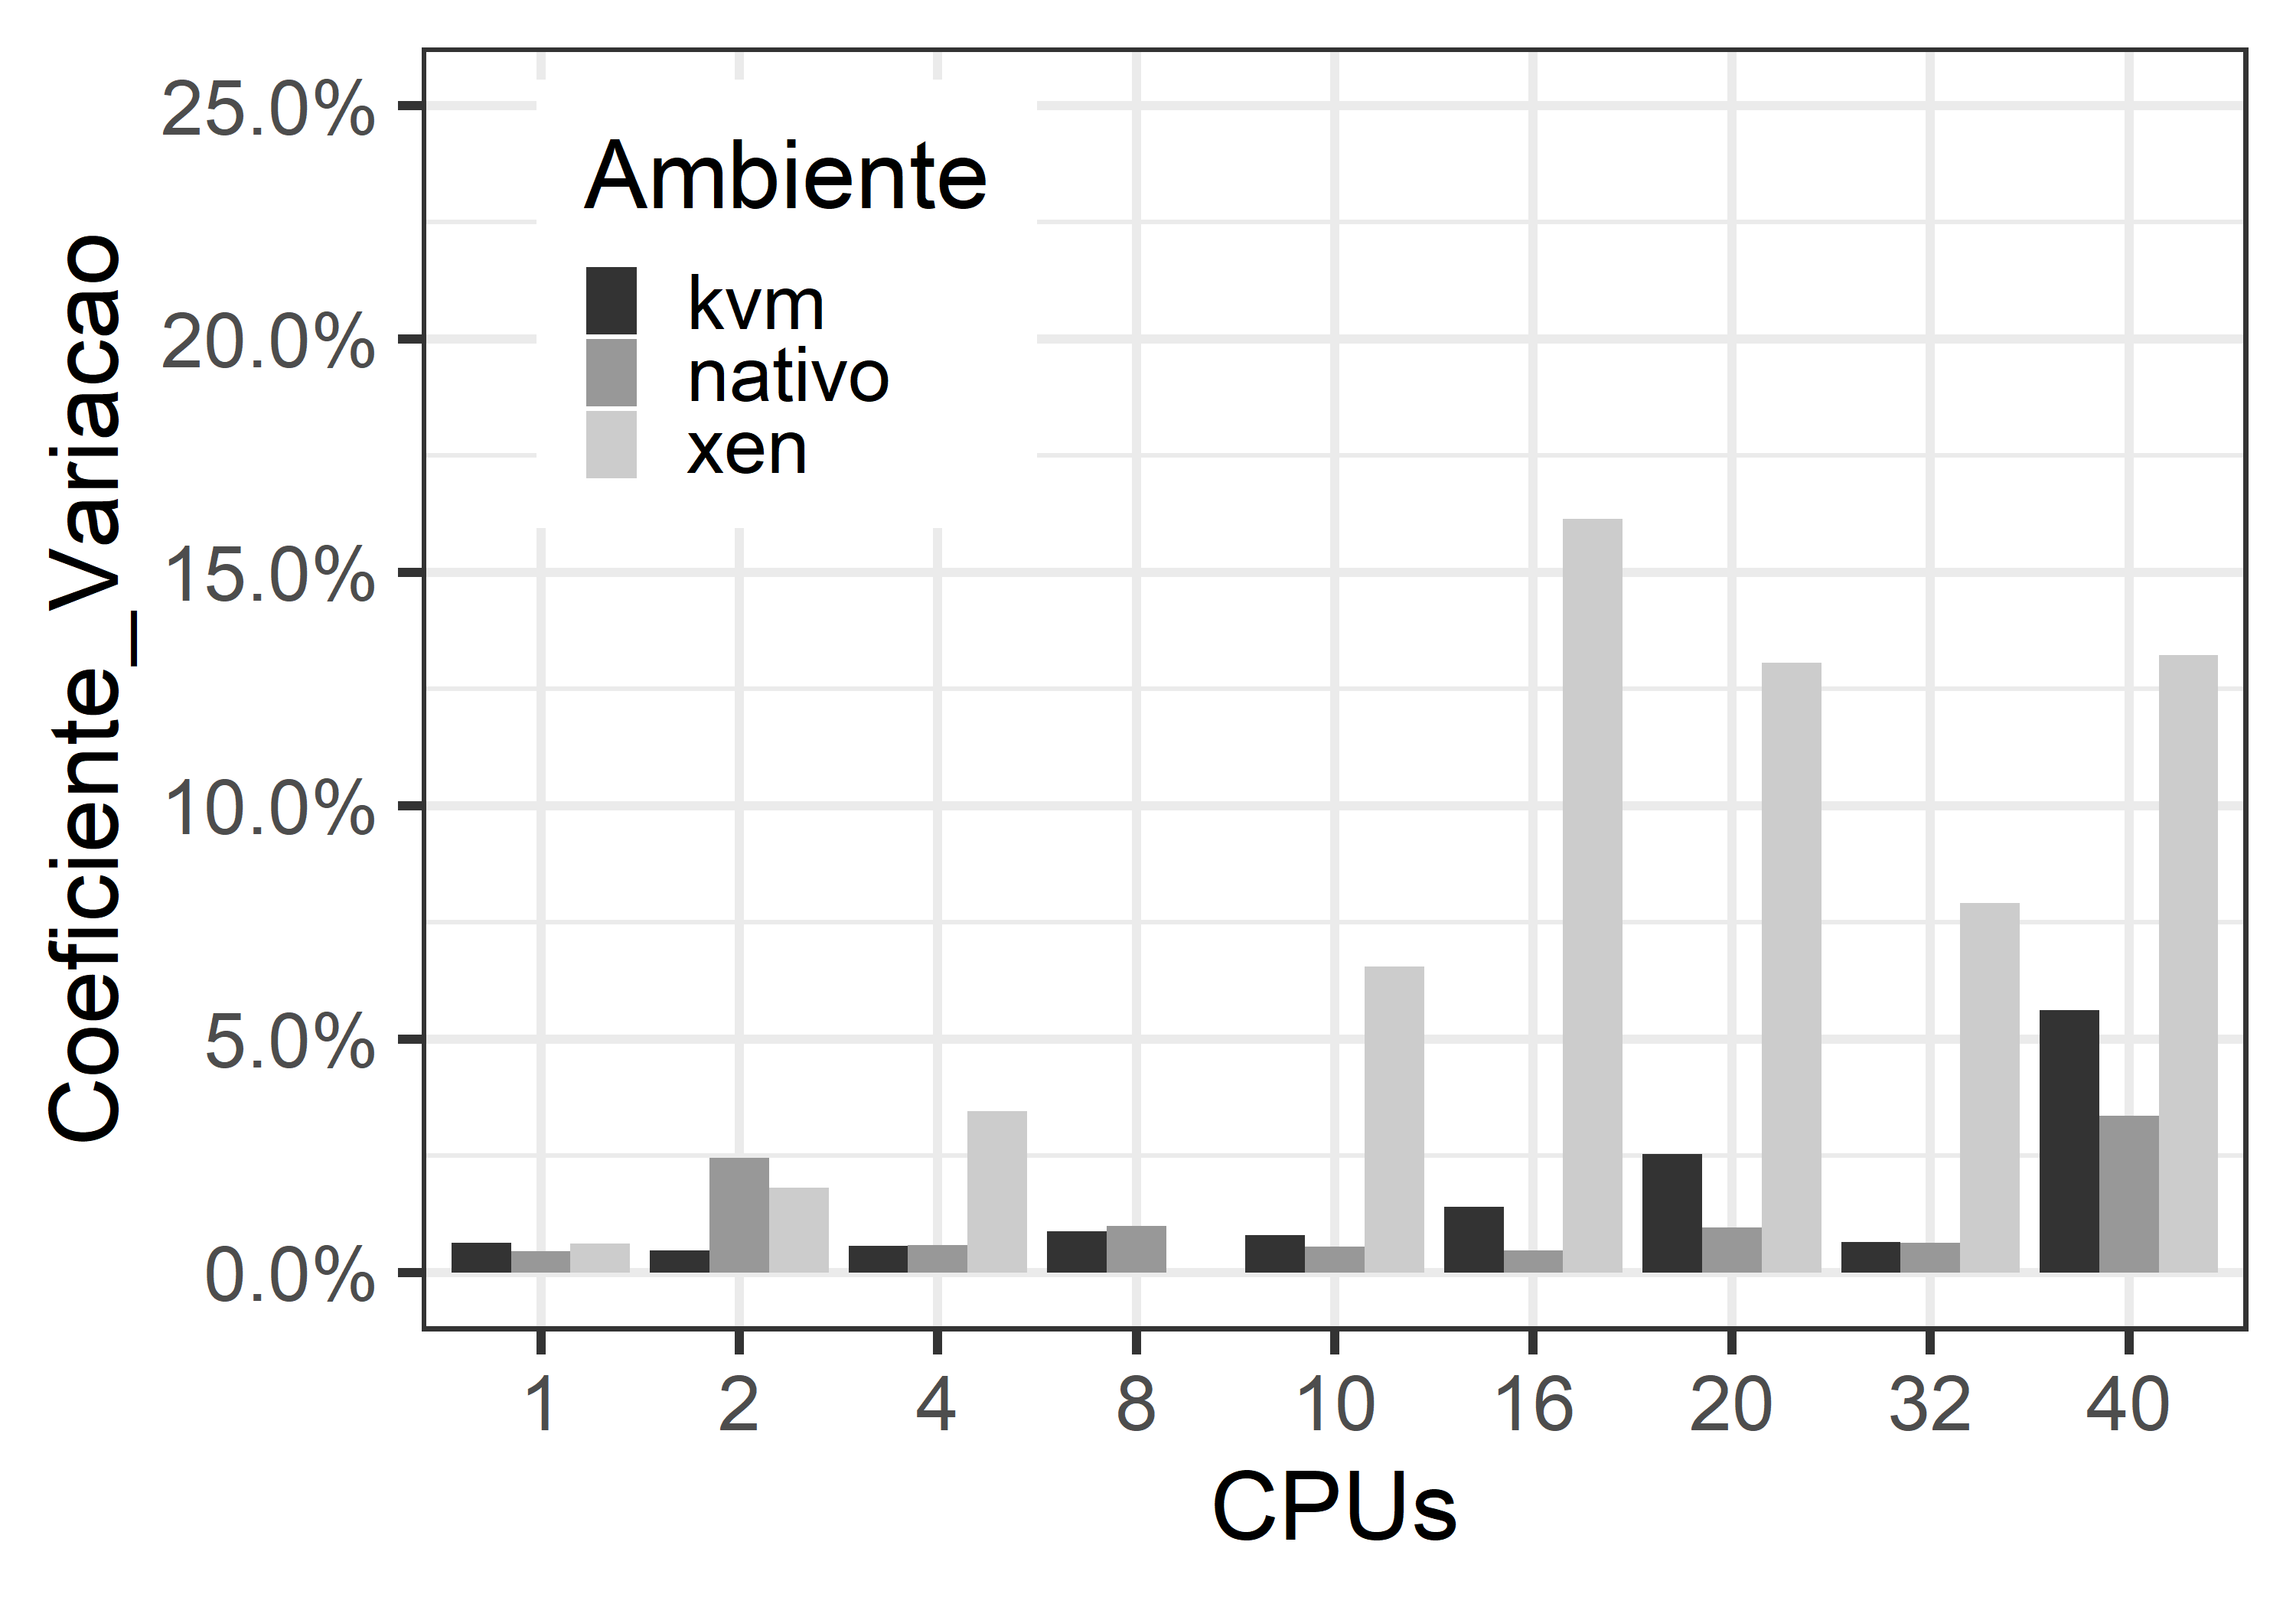 Coeficiente_Variacao
25.0%
20.0%
15.0%
10.0%
5.0%
0.0%
Ambiente
kvm
nativo
xen
1 2 4 8 10 16 20 32 40
CPUs